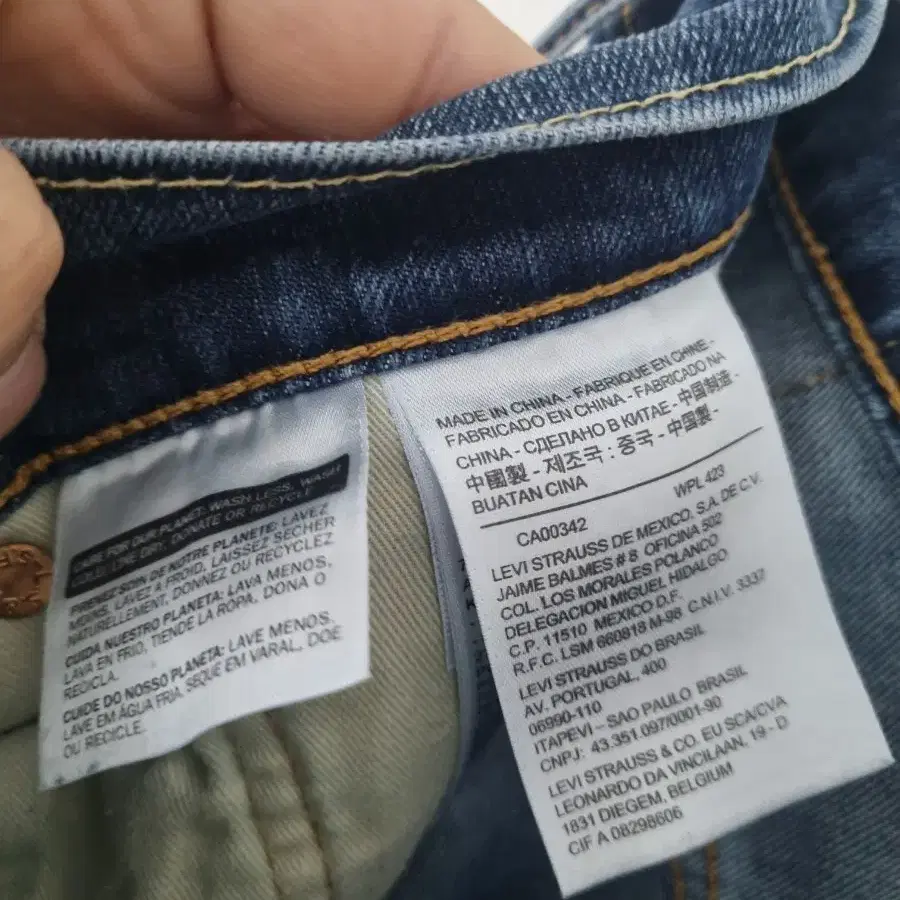 CARE FOR OUR PLANET: WASH LESS, WASH
COLD, LINE DRY, DONATE OR RECYCLE
PRENEZ SOIN DE NOTRE PLANETE: LAVEZ
MOINS, LAVEZ A FROID, LAISSEZ SECHER
NATURELLEMENT, DONNEZ OU RECYCLEZ
CUIDA NUESTRO PLANETA: LAVA MENOS,
LAVA EN FRIO, TIENDE LA ROPA, DONA O
RECICLA.
CUIDE DO NOSSO PLANETA: LAVE MENOS,
LAVE EM ÁGUA FRIA, SEQUE EM VARAL, DOE
OU RECICLE.
MADE IN CHINA - FABRIQUE EN CHINE -
FABRICADO EN CHINA - FABRICADO NA
CHINA - СДЕЛАНО В КИТАЕ - 中国制造 -
中國製 - 제조국 : 중국 - 中国製 -
BUATAN CINA
CA00342 WPL 423
LEVI STRAUSS DE MEXICO, S.A. DE C.V.
JAIME BALMES # 8 OFICINA 502
COL. LOS MORALES POLANCO
DELEGACION MIGUEL HIDALGO
C.P. 11510 MEXICO D.F.
R.F.C. LSM 660818 M-98 C.N.I.V. 3337
LEVI STRAUSS DO BRASIL
AV. PORTUGAL, 400
06990-110
ITAPEVI - SAO PAULO BRASIL
CNPJ: 43.351.097/0001-90
LEVI STRAUSS & CO. EU SCA/CVA
LEONARDO DA VINCILAAN, 19 - D
1831 DIEGEM, BELGIUM
CIF A 08298606